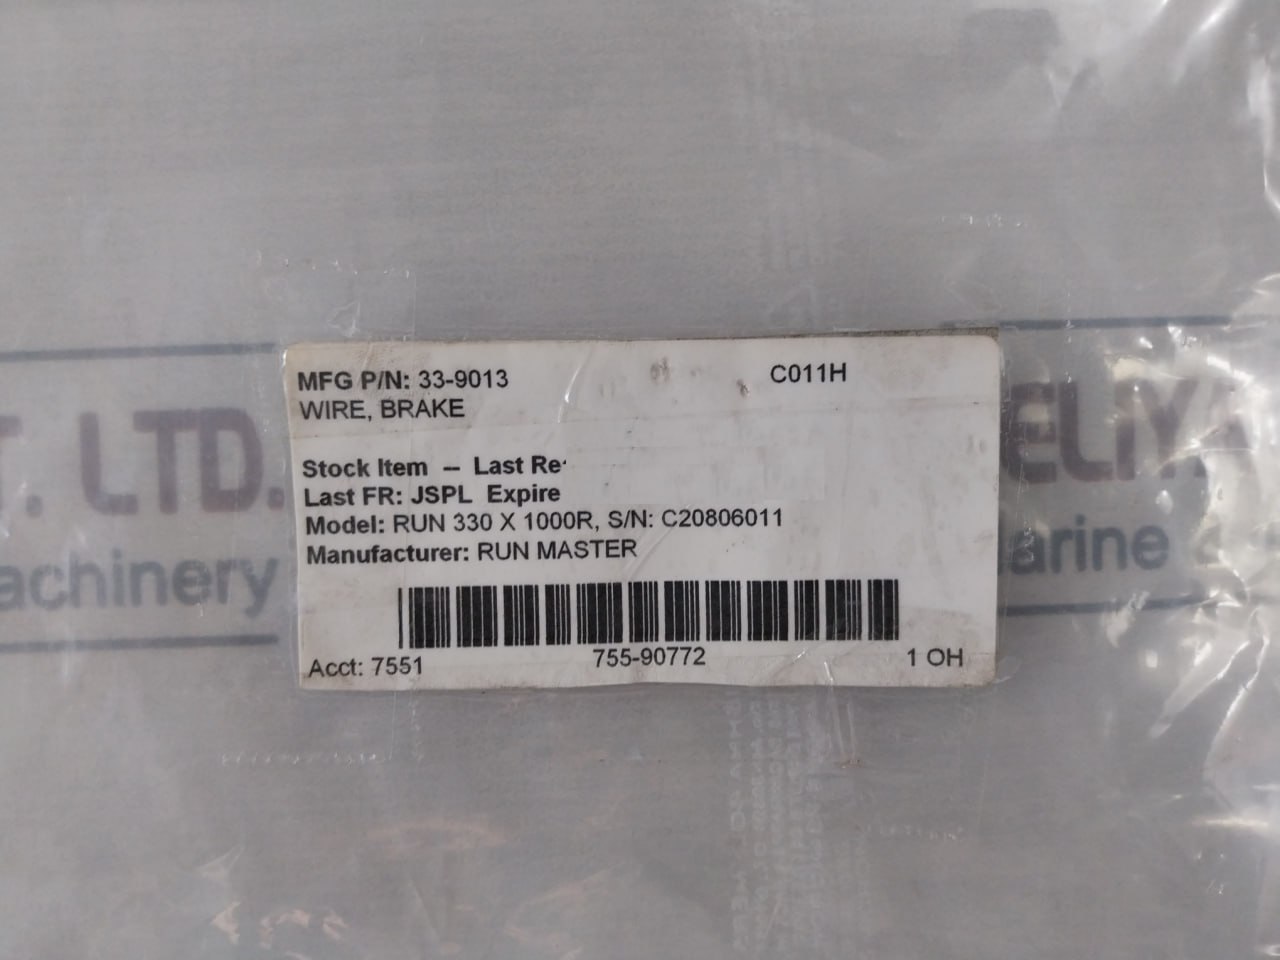 MFG P/N: 33-9013 C011H
WIRE, BRAKE
Stock Item -- Last Re
Last FR: JSPL Expire
Model: RUN 330 X 1000R, S/N: C20806011
Manufacturer: RUN MASTER
Acct: 7551 755-90772 1 OH
T. LTD. ELIYA
achinery arine